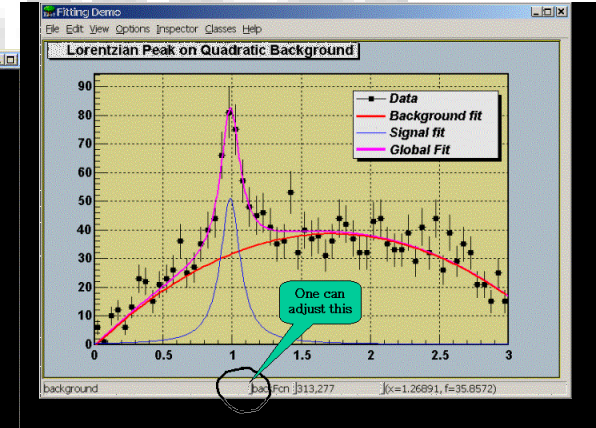 Fitting Demo
File Edit View Options Inspector Classes Help
Lorentzian Peak on Quadratic Background
Data
Background fit
Signal fit
Global Fit
90
80
70
60
50
40
30
20
10
0
0 0.5 1 1.5 2 2.5 3
One can
adjust this
background backFcn 313,277 (x=1.26891, f=35.8572)